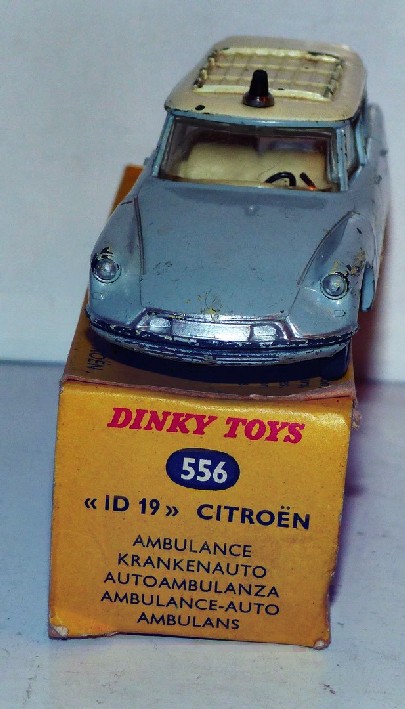 DINKY TOYS
556
« ID 19 » CITROËN
AMBULANCE
KRANKENAUTO
AUTOAMBULANZA
AMBULANCE-AUTO
AMBULANS